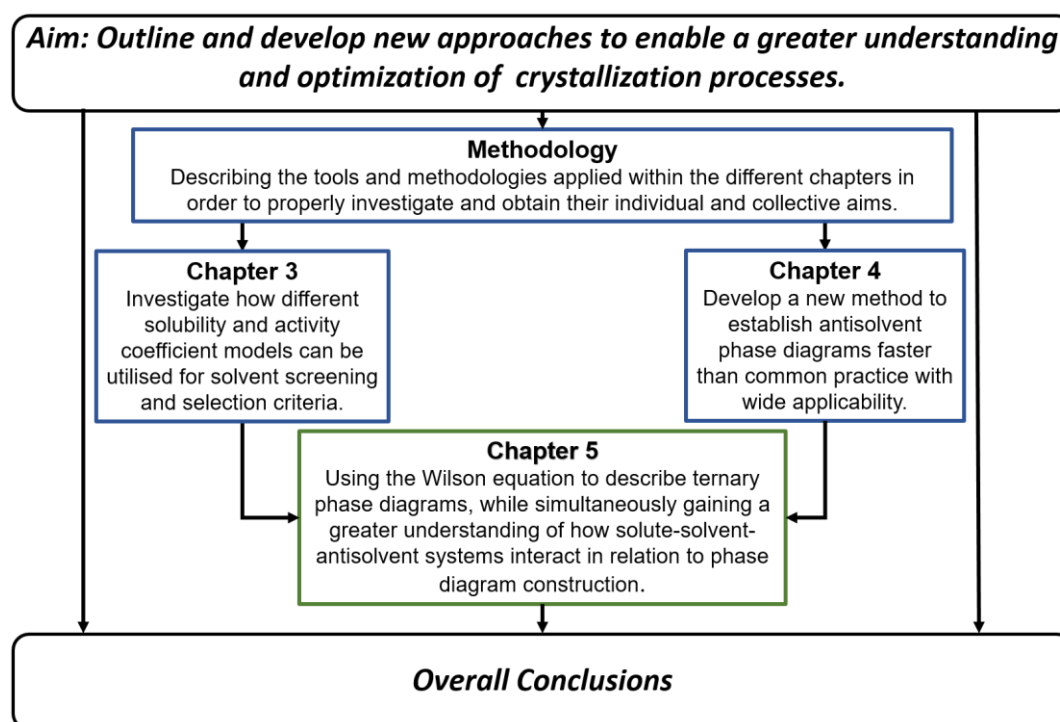 Aim: Outline and develop new approaches to enable a greater understanding
and optimization of crystallization processes.
Methodology
Describing the tools and methodologies applied within the different chapters in
order to properly investigate and obtain their individual and collective aims.
Chapter 3
Investigate how different
solubility and activity
coefficient models can be
utilised for solvent screening
and selection criteria.
Chapter 4
Develop a new method to
establish antisolvent
phase diagrams faster
than common practice with
wide applicability.
Chapter 5
Using the Wilson equation to describe ternary
phase diagrams, while simultaneously gaining a
greater understanding of how solute-solvent-
antisolvent systems interact in relation to phase
diagram construction.
Overall Conclusions